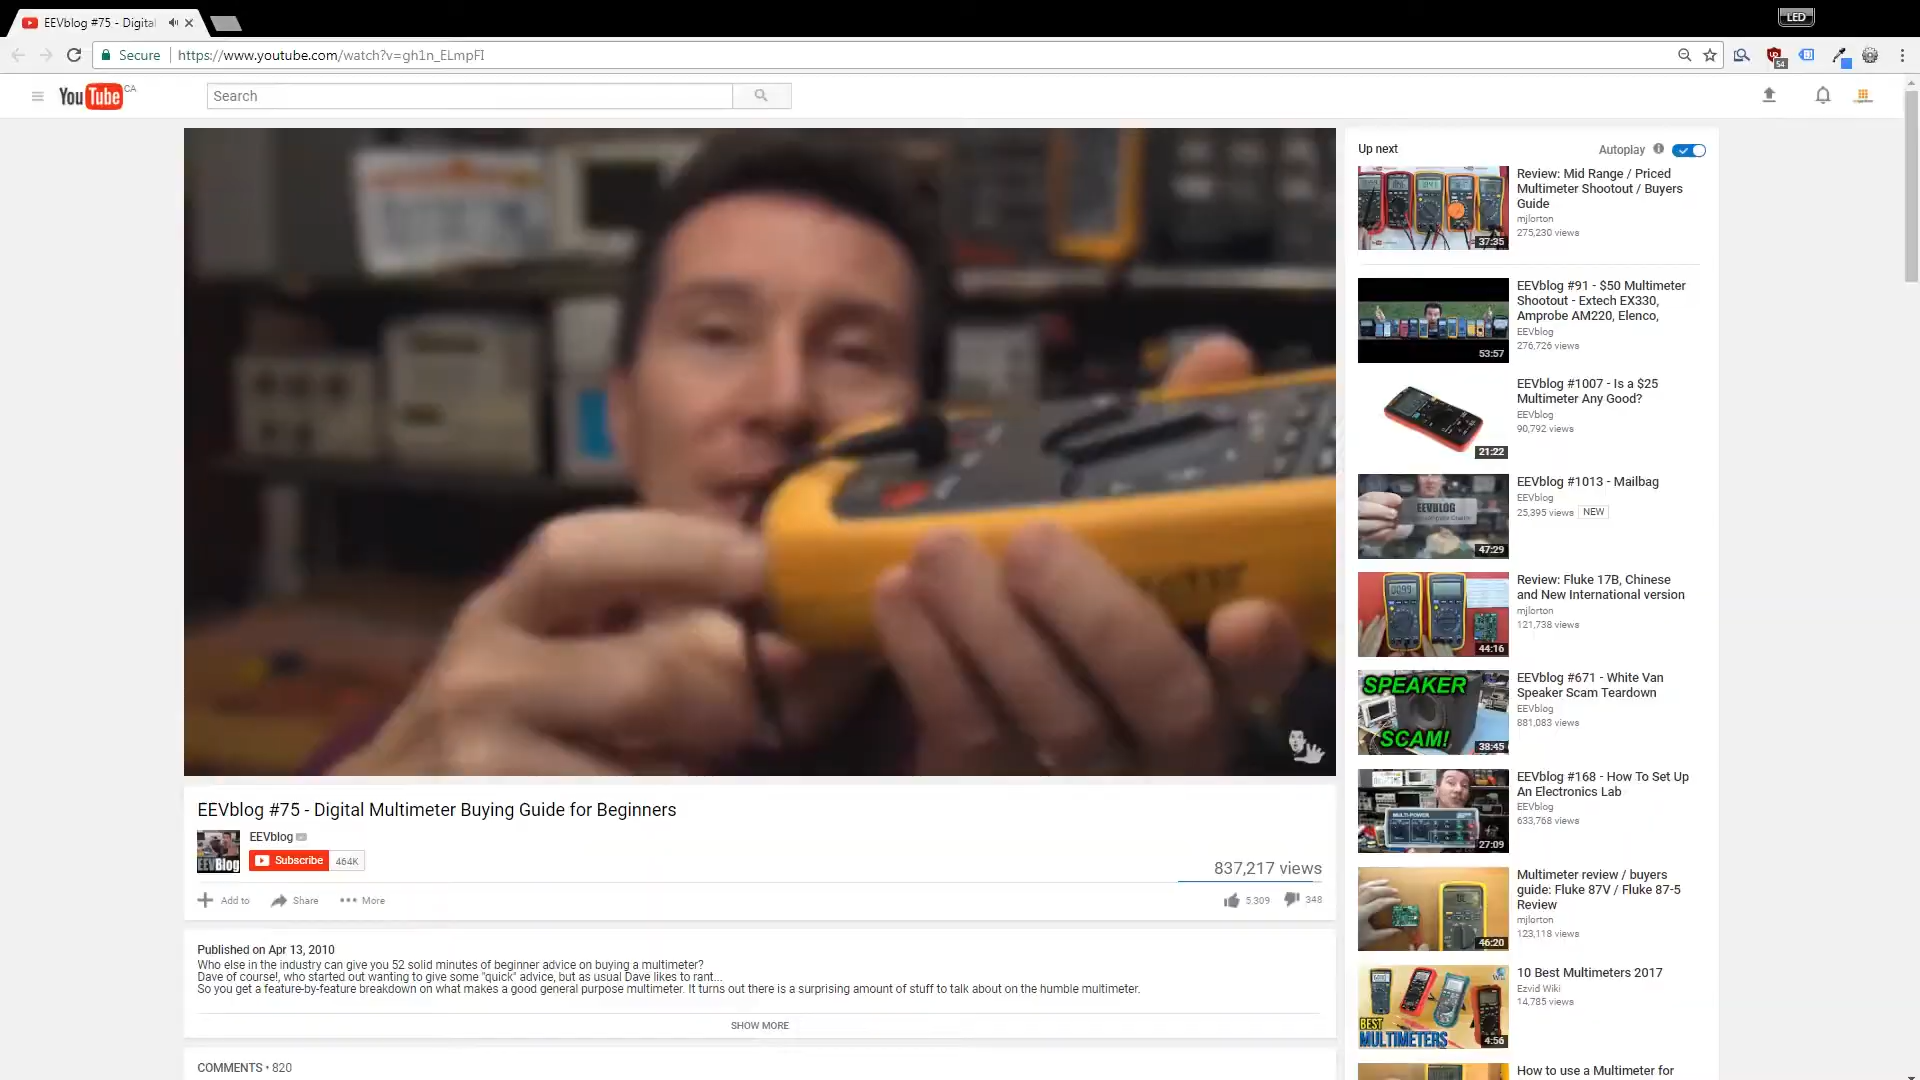 EEVblog #75 - Digital
LED
Secure
https://www.youtube.com/watch?v=gh1n_ELmpFI
54
YouTube CA
Search
EEVblog #75 - Digital Multimeter Buying Guide for Beginners
EEVblog
EEVBlog
Subscribe 464K
837,217 views
Add to
Share
More
5,309
348
Published on Apr 13, 2010
Who else in the industry can give you 52 solid minutes of beginner advice on buying a multimeter?
Dave of course!, who started out wanting to give some "quick" advice, but as usual Dave likes to rant...
So you get a feature-by-feature breakdown on what makes a good general purpose multimeter. It turns out there is a surprising amount of stuff to talk about on the humble multimeter.
SHOW MORE
COMMENTS • 820
Up next
Autoplay
37:35
Review: Mid Range / Priced
Multimeter Shootout / Buyers
Guide
mjlorton
275,230 views
53:57
EEVblog #91 - $50 Multimeter
Shootout - Extech EX330,
Amprobe AM220, Elenco,
EEVblog
276,726 views
21:22
EEVblog #1007 - Is a $25
Multimeter Any Good?
EEVblog
90,792 views
EEVBLOG
47:29
EEVblog #1013 - Mailbag
EEVblog
25,395 views NEW
44:16
Review: Fluke 17B, Chinese
and New International version
mjlorton
121,738 views
SPEAKER
SCAM!
38:45
EEVblog #671 - White Van
Speaker Scam Teardown
EEVblog
881,083 views
MULTI-POWER
27:09
EEVblog #168 - How To Set Up
An Electronics Lab
EEVblog
633,768 views
46:20
Multimeter review / buyers
guide: Fluke 87V / Fluke 87-5
Review
mjlorton
123,118 views
BEST
MULTIMETERS
4:56
10 Best Multimeters 2017
Ezvid Wiki
14,785 views
How to use a Multimeter for